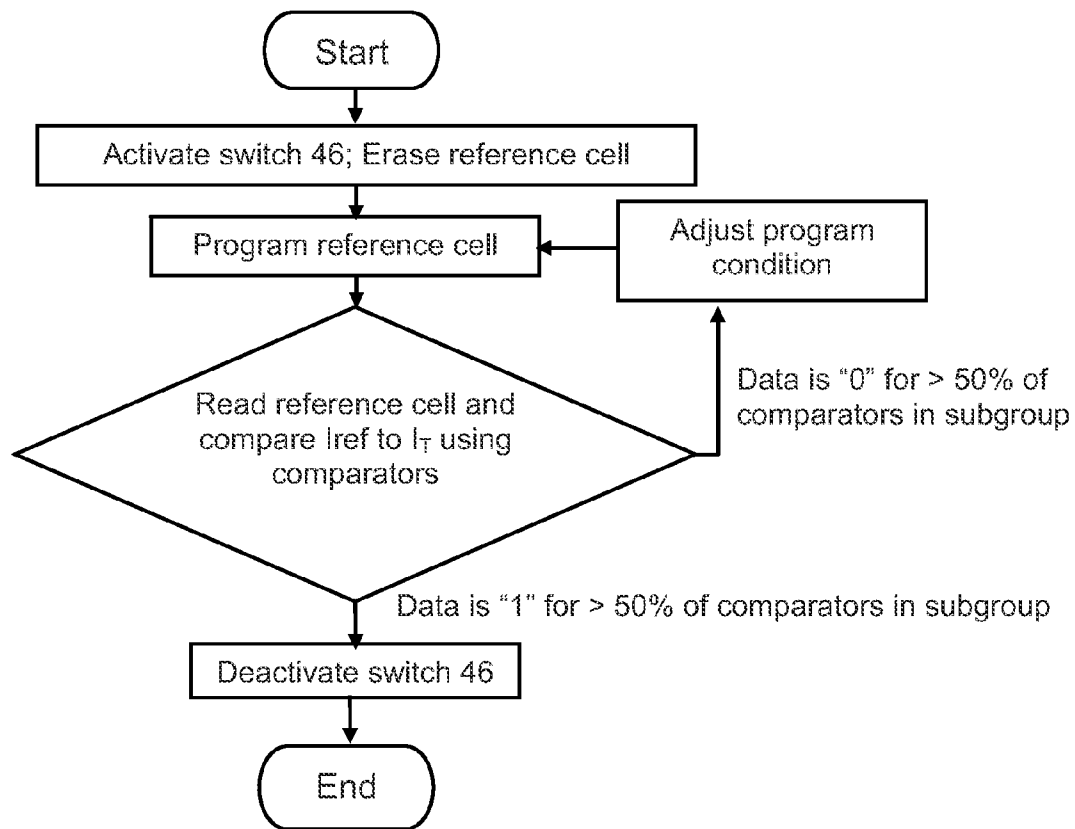 Start
Activate switch 46; Erase reference cell
Program reference cell
Adjust program
condition
Read reference cell and
compare Iref to I_T using
comparators
Data is “0” for > 50% of
comparators in subgroup
Data is “1” for > 50% of comparators in subgroup
Deactivate switch 46
End